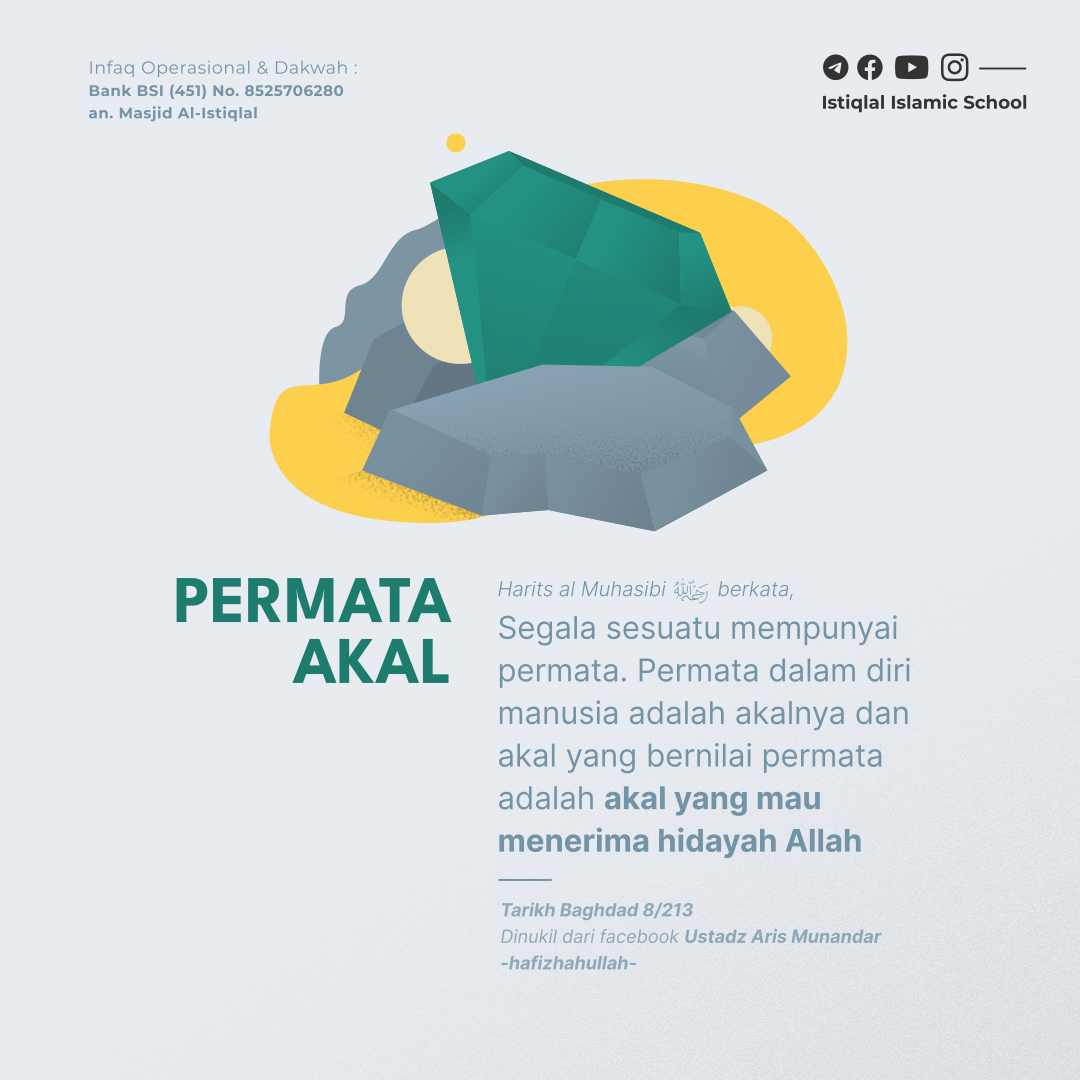 Infaq Operasional & Dakwah :
Bank BSI (451) No. 8525706280
an. Masjid Al-Istiqlal
Istiqlal Islamic School
PERMATA
AKAL
Harits al Muhasibi رحمه الله berkata,
Segala sesuatu mempunyai
permata. Permata dalam diri
manusia adalah akalnya dan
akal yang bernilai permata
adalah akal yang mau
menerima hidayah Allah
Tarikh Baghdad 8/213
Dinukil dari facebook Ustadz Aris Munandar
-hafizhahullah-